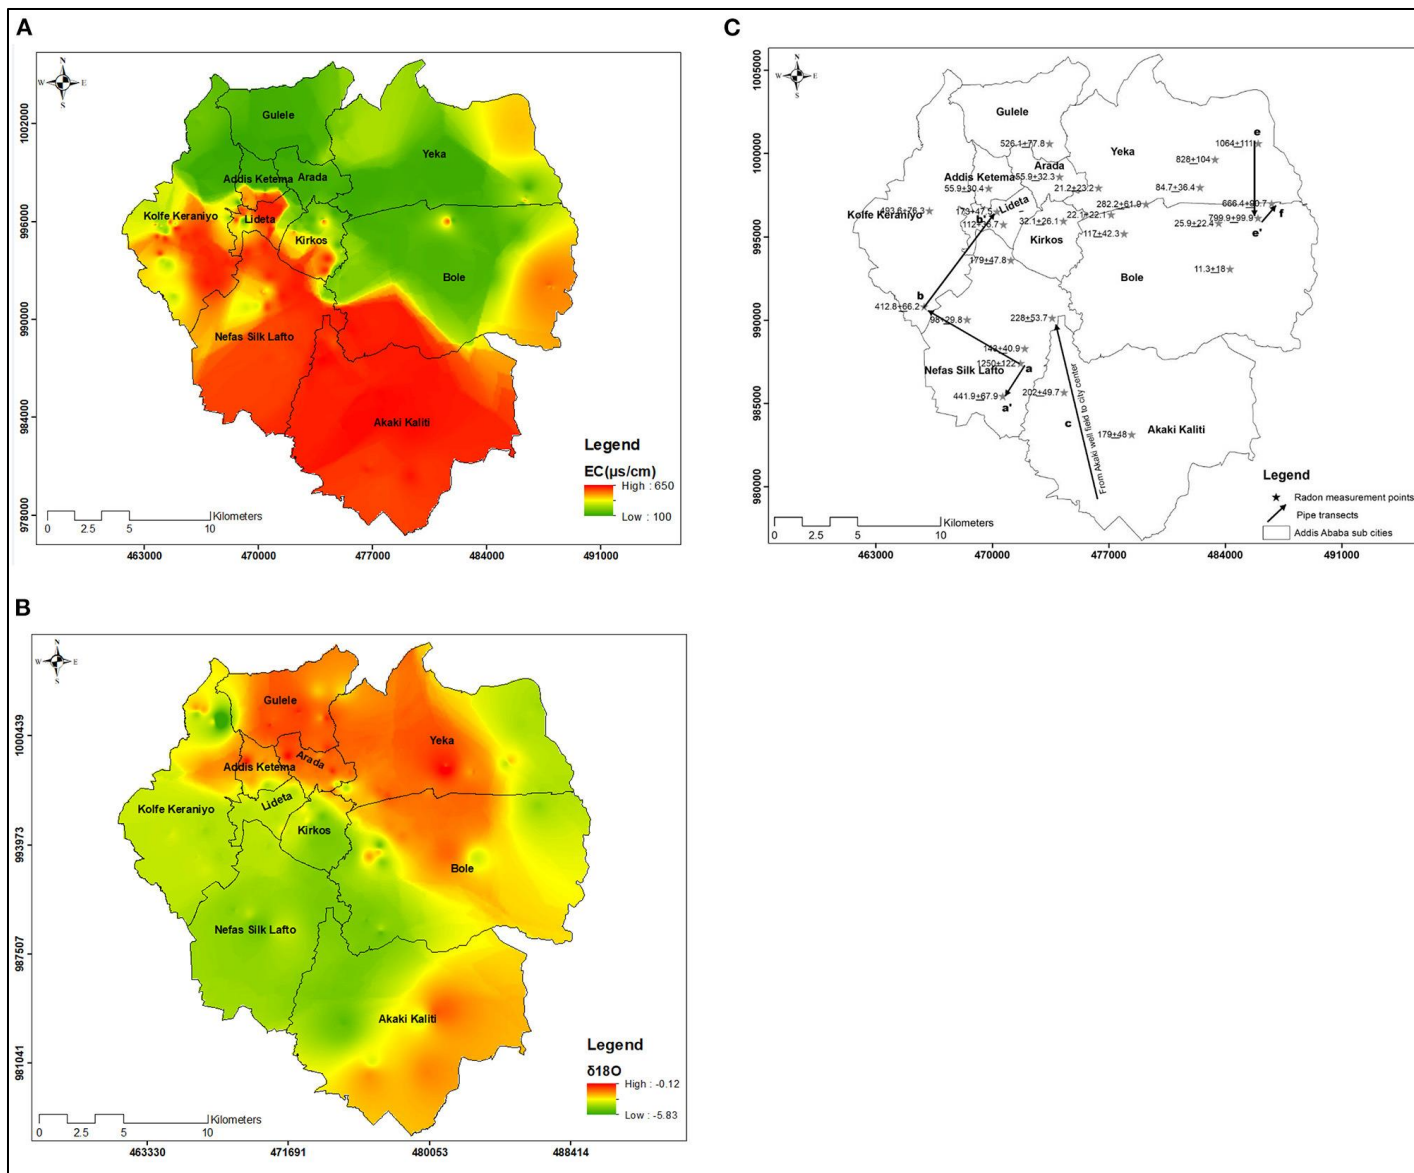 A
N
W E
S
1002000
996000
990000
984000
978000
Gulele
Yeka
Addis Ketema
Arada
Kolfe Keraniyo
Lideta
Kirkos
Bole
Nefas Silk Lafto
Akaki Kaliti
Legend
EC(µs/cm)
High : 650
Low : 100
0 2.5 5 10 Kilometers
463000 470000 477000 484000 491000
C
N
W E
S
1005000
1000000
995000
990000
985000
980000
Gulele
526.1+77.8
Yeka
e
1064+111
828+104
Arada
Addis Ketema
55.9+32.3
55.9+30.4
21.2+23.2
84.7+36.4
Lideta
282.2+61.9
666.4+90.7
f
Kolfe Keraniyo
b'
22.1+22.1
799.9+99.9
32.1+26.1
25.9+22.4
e'
117+42.3
Kirkos
179+47.8
11.3+18
Bole
b
412.8+66.2
98+29.8
228+53.7
143+40.9
1250+122
a
Nefas Silk Lafto
441.9+67.9
202+49.7
a'
c
From Akaki well field to city center
Akaki Kaliti
179+48
Legend
Radon measurement points
Pipe transects
Addis Ababa sub cities
0 2.5 5 10 Kilometers
463000 470000 477000 484000 491000
B
N
W E
S
1000439
993973
987507
981041
Gulele
Yeka
Arada
Addis Ketema
Kolfe Keraniyo
Lideta
Kirkos
Bole
Nefas Silk Lafto
Akaki Kaliti
Legend
δ18O
High : -0.12
Low : -5.83
0 2.5 5 10 Kilometers
463330 471691 480053 488414